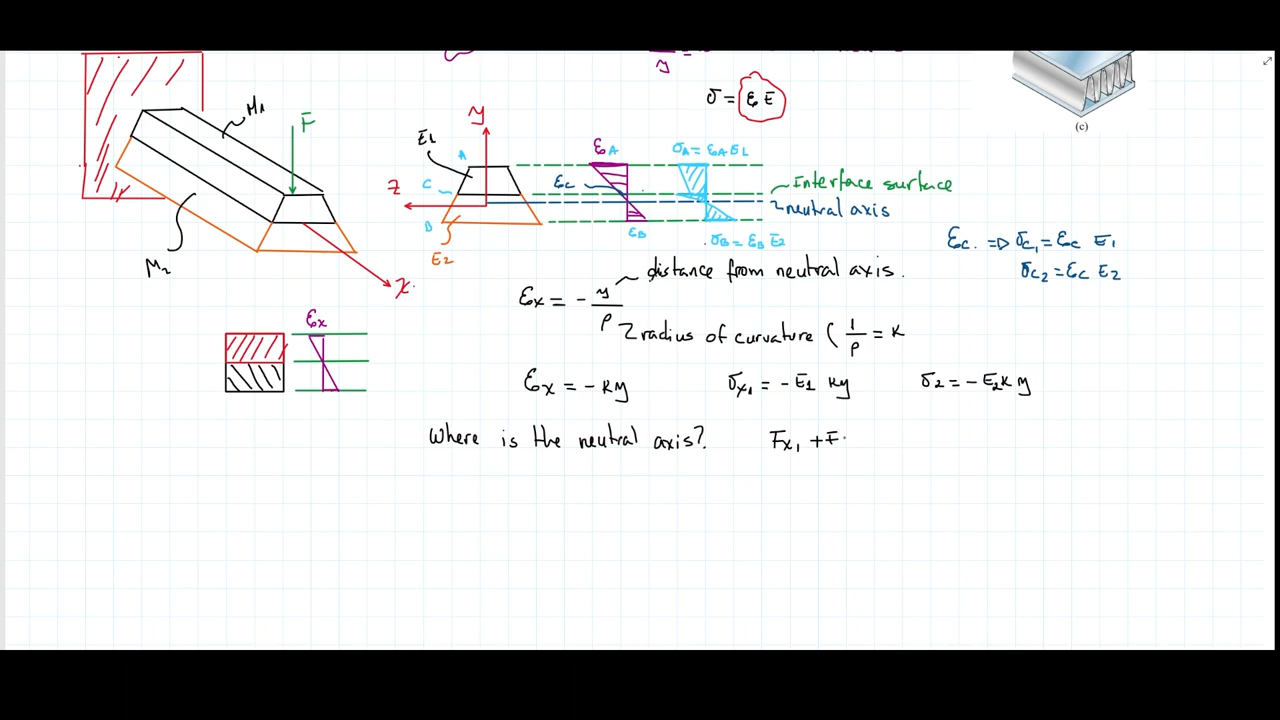 y
σ = ε E
(c)
M1
F
y
E1
A
εA
σA = εA E1
z
C
εc
Interface surface
neutral axis
B
E2
εB
σB = εB E2
εc. ⇒ σc1 = εc E1
σc2 = εc E2
M2
x
distance from neutral axis.
εx = - y/ρ
radius of curvature ( 1/ρ = K
εx
εx = - Ky
σx1 = - E1 Ky
σ2 = - E2 K y
Where is the neutral axis? Fx1 + F